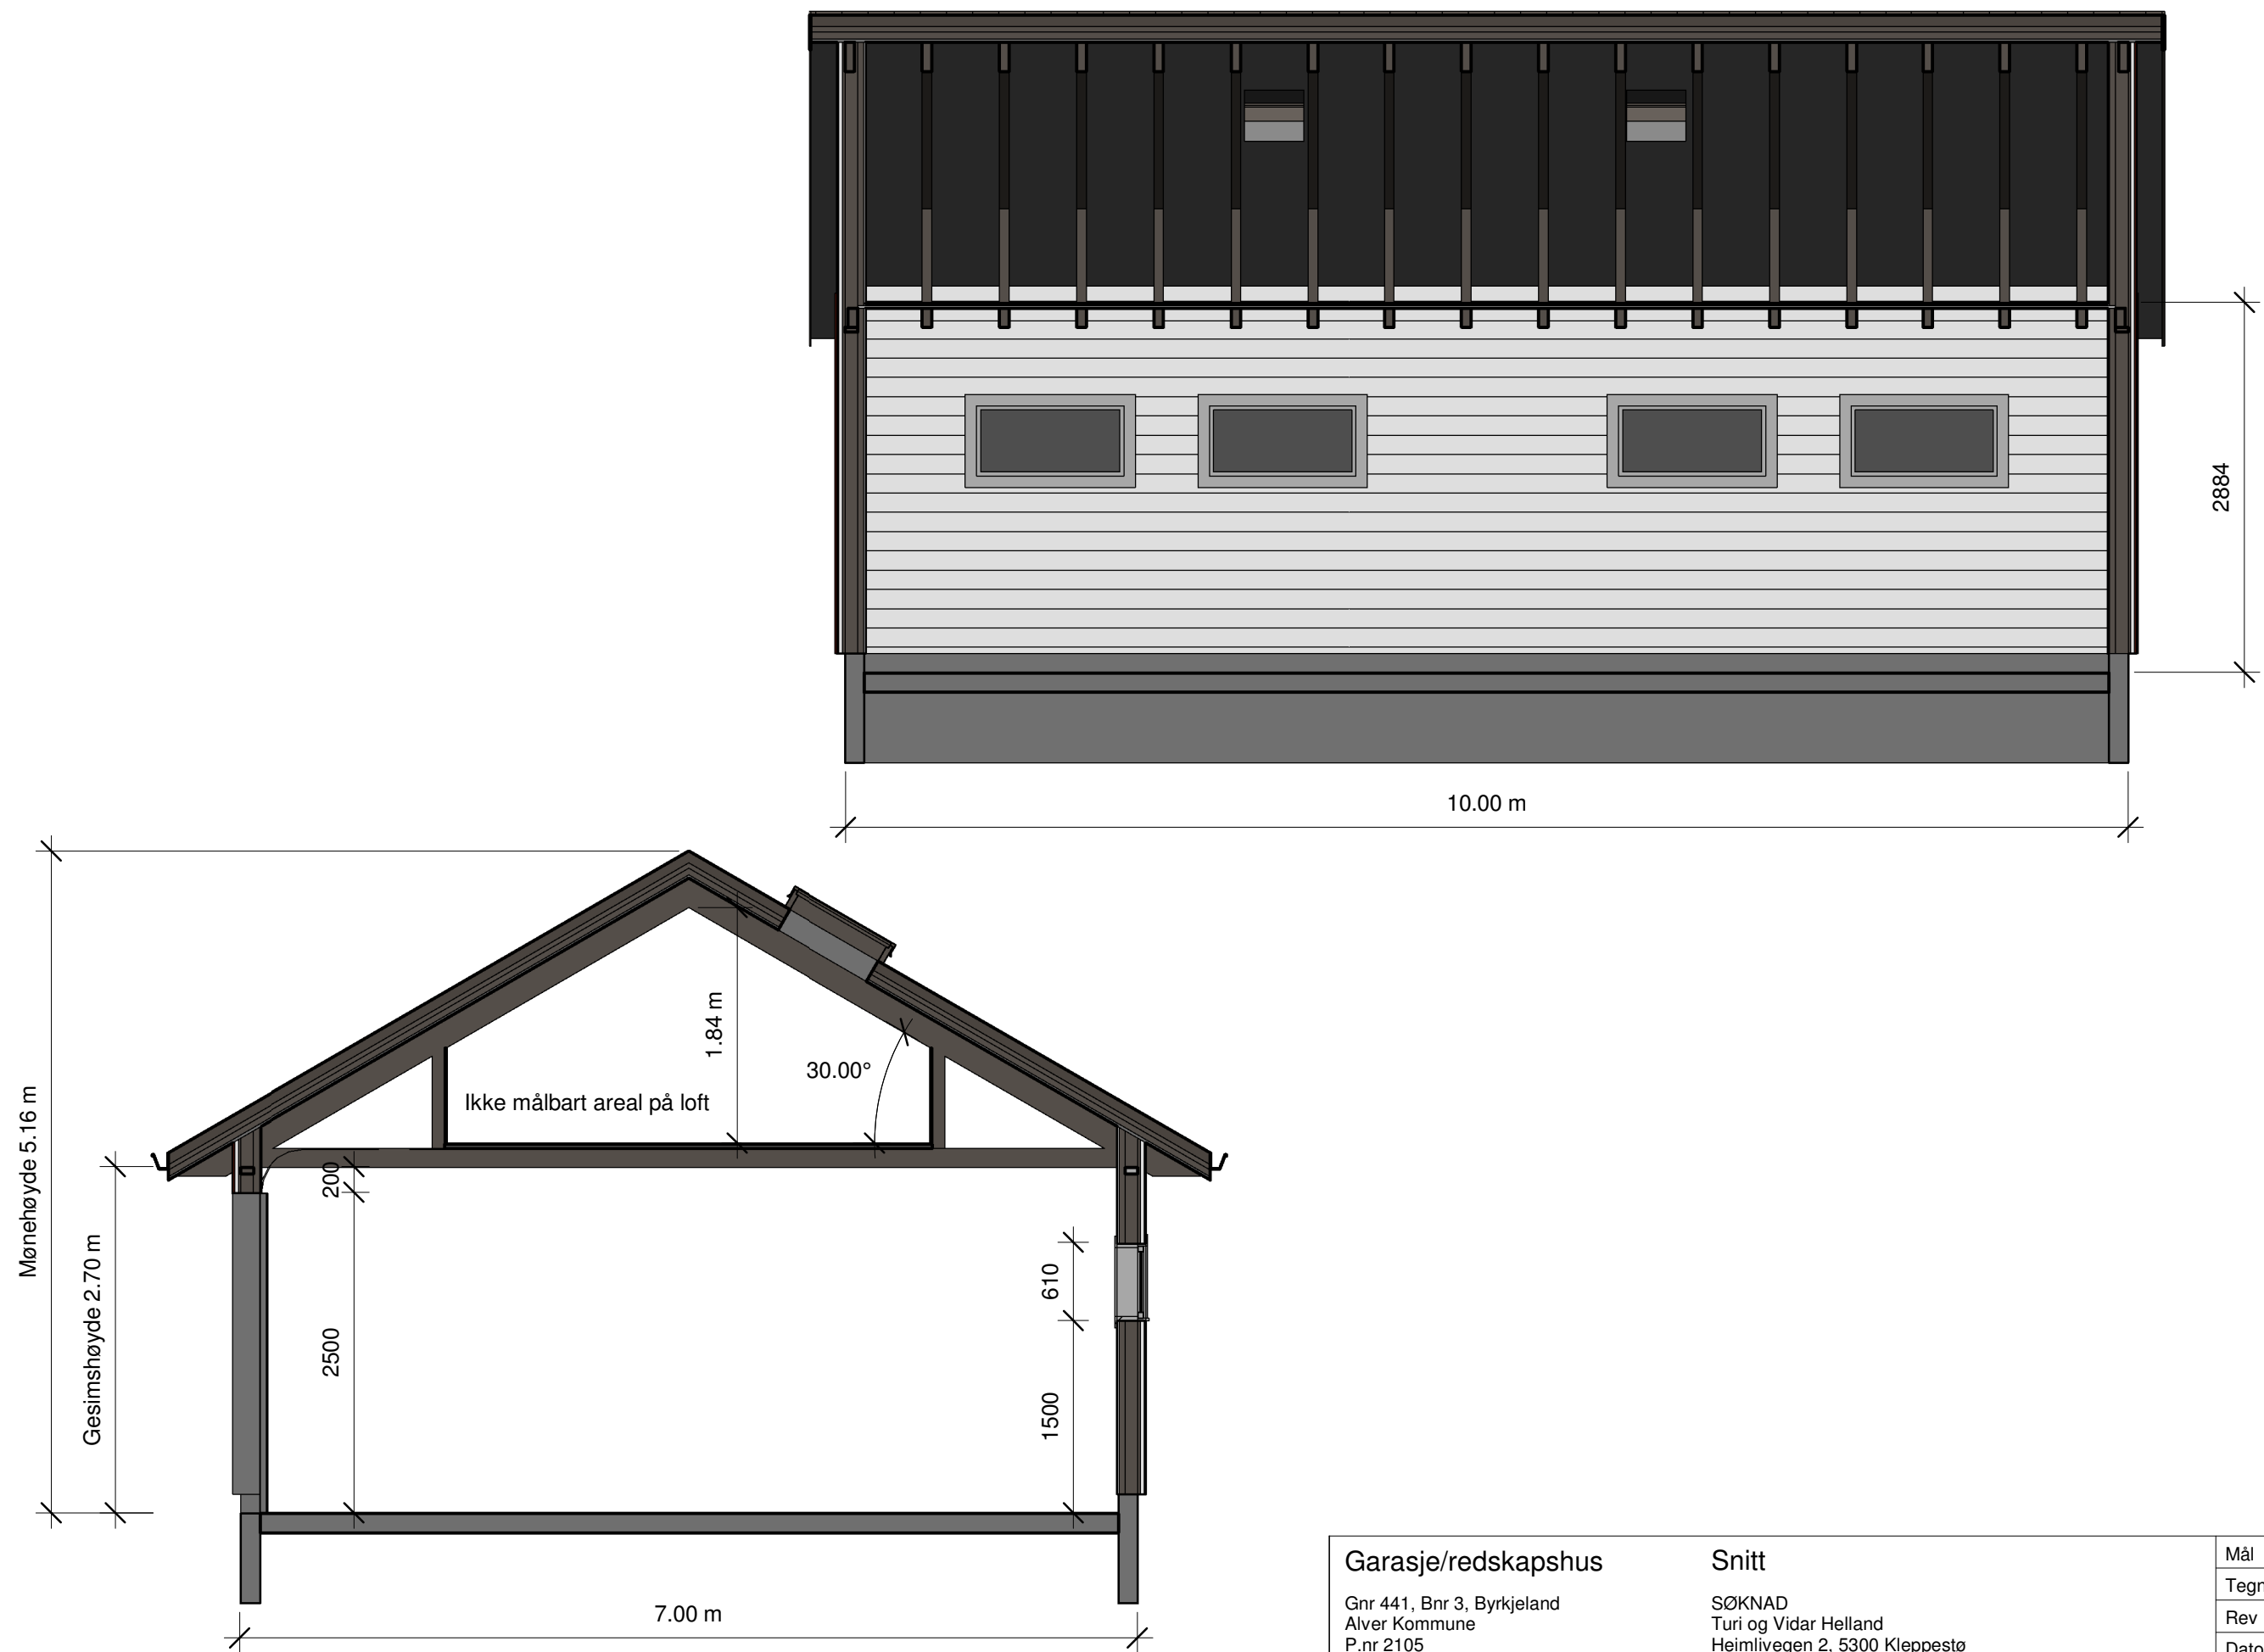 2884
10.00 m
Mønehøyde 5.16 m
Gesimshøyde 2.70 m
1.84 m
30.00°
Ikke målbart areal på loft
200
2500
610
1500
7.00 m
Garasje/redskapshus
Gnr 441, Bnr 3, Byrkjeland
Alver Kommune
P.nr 2105
Snitt
SØKNAD
Turi og Vidar Helland
Heimlivegen 2, 5300 Kleppestø
Mål
Tegn
Rev
Dato